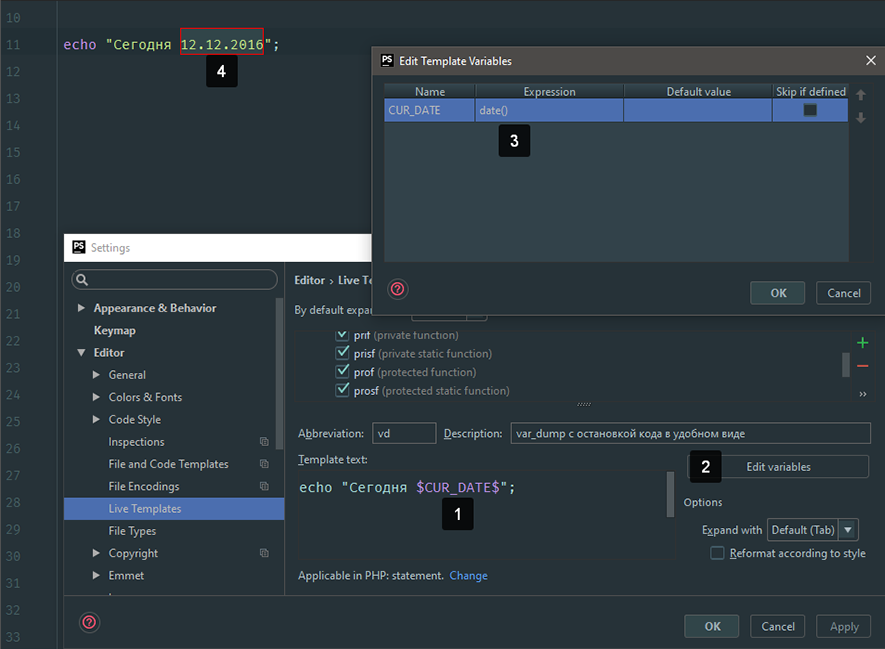 10
11
echo "Сегодня 12.12.2016";
4
12
13
14
15
16
17
18
19
20
21
22
23
24
25
26
27
28
29
30
31
32
33
PS Edit Template Variables
Name Expression Default value Skip if defined
CUR_DATE date()
3
OK Cancel
PS Settings
Appearance & Behavior
Keymap
Editor
General
Colors & Fonts
Code Style
Inspections
File and Code Templates
File Encodings
Live Templates
File Types
Copyright
Emmet
Editor › Live Te
By default expan
prif (private function)
prisf (private static function)
prof (protected function)
prosf (protected static function)
Abbreviation: vd Description: var_dump с остановкой кода в удобном виде
Template text:
2 Edit variables
echo "Сегодня $CUR_DATE$";
1
Options
Expand with Default (Tab)
Reformat according to style
Applicable in PHP: statement. Change
OK Cancel Apply